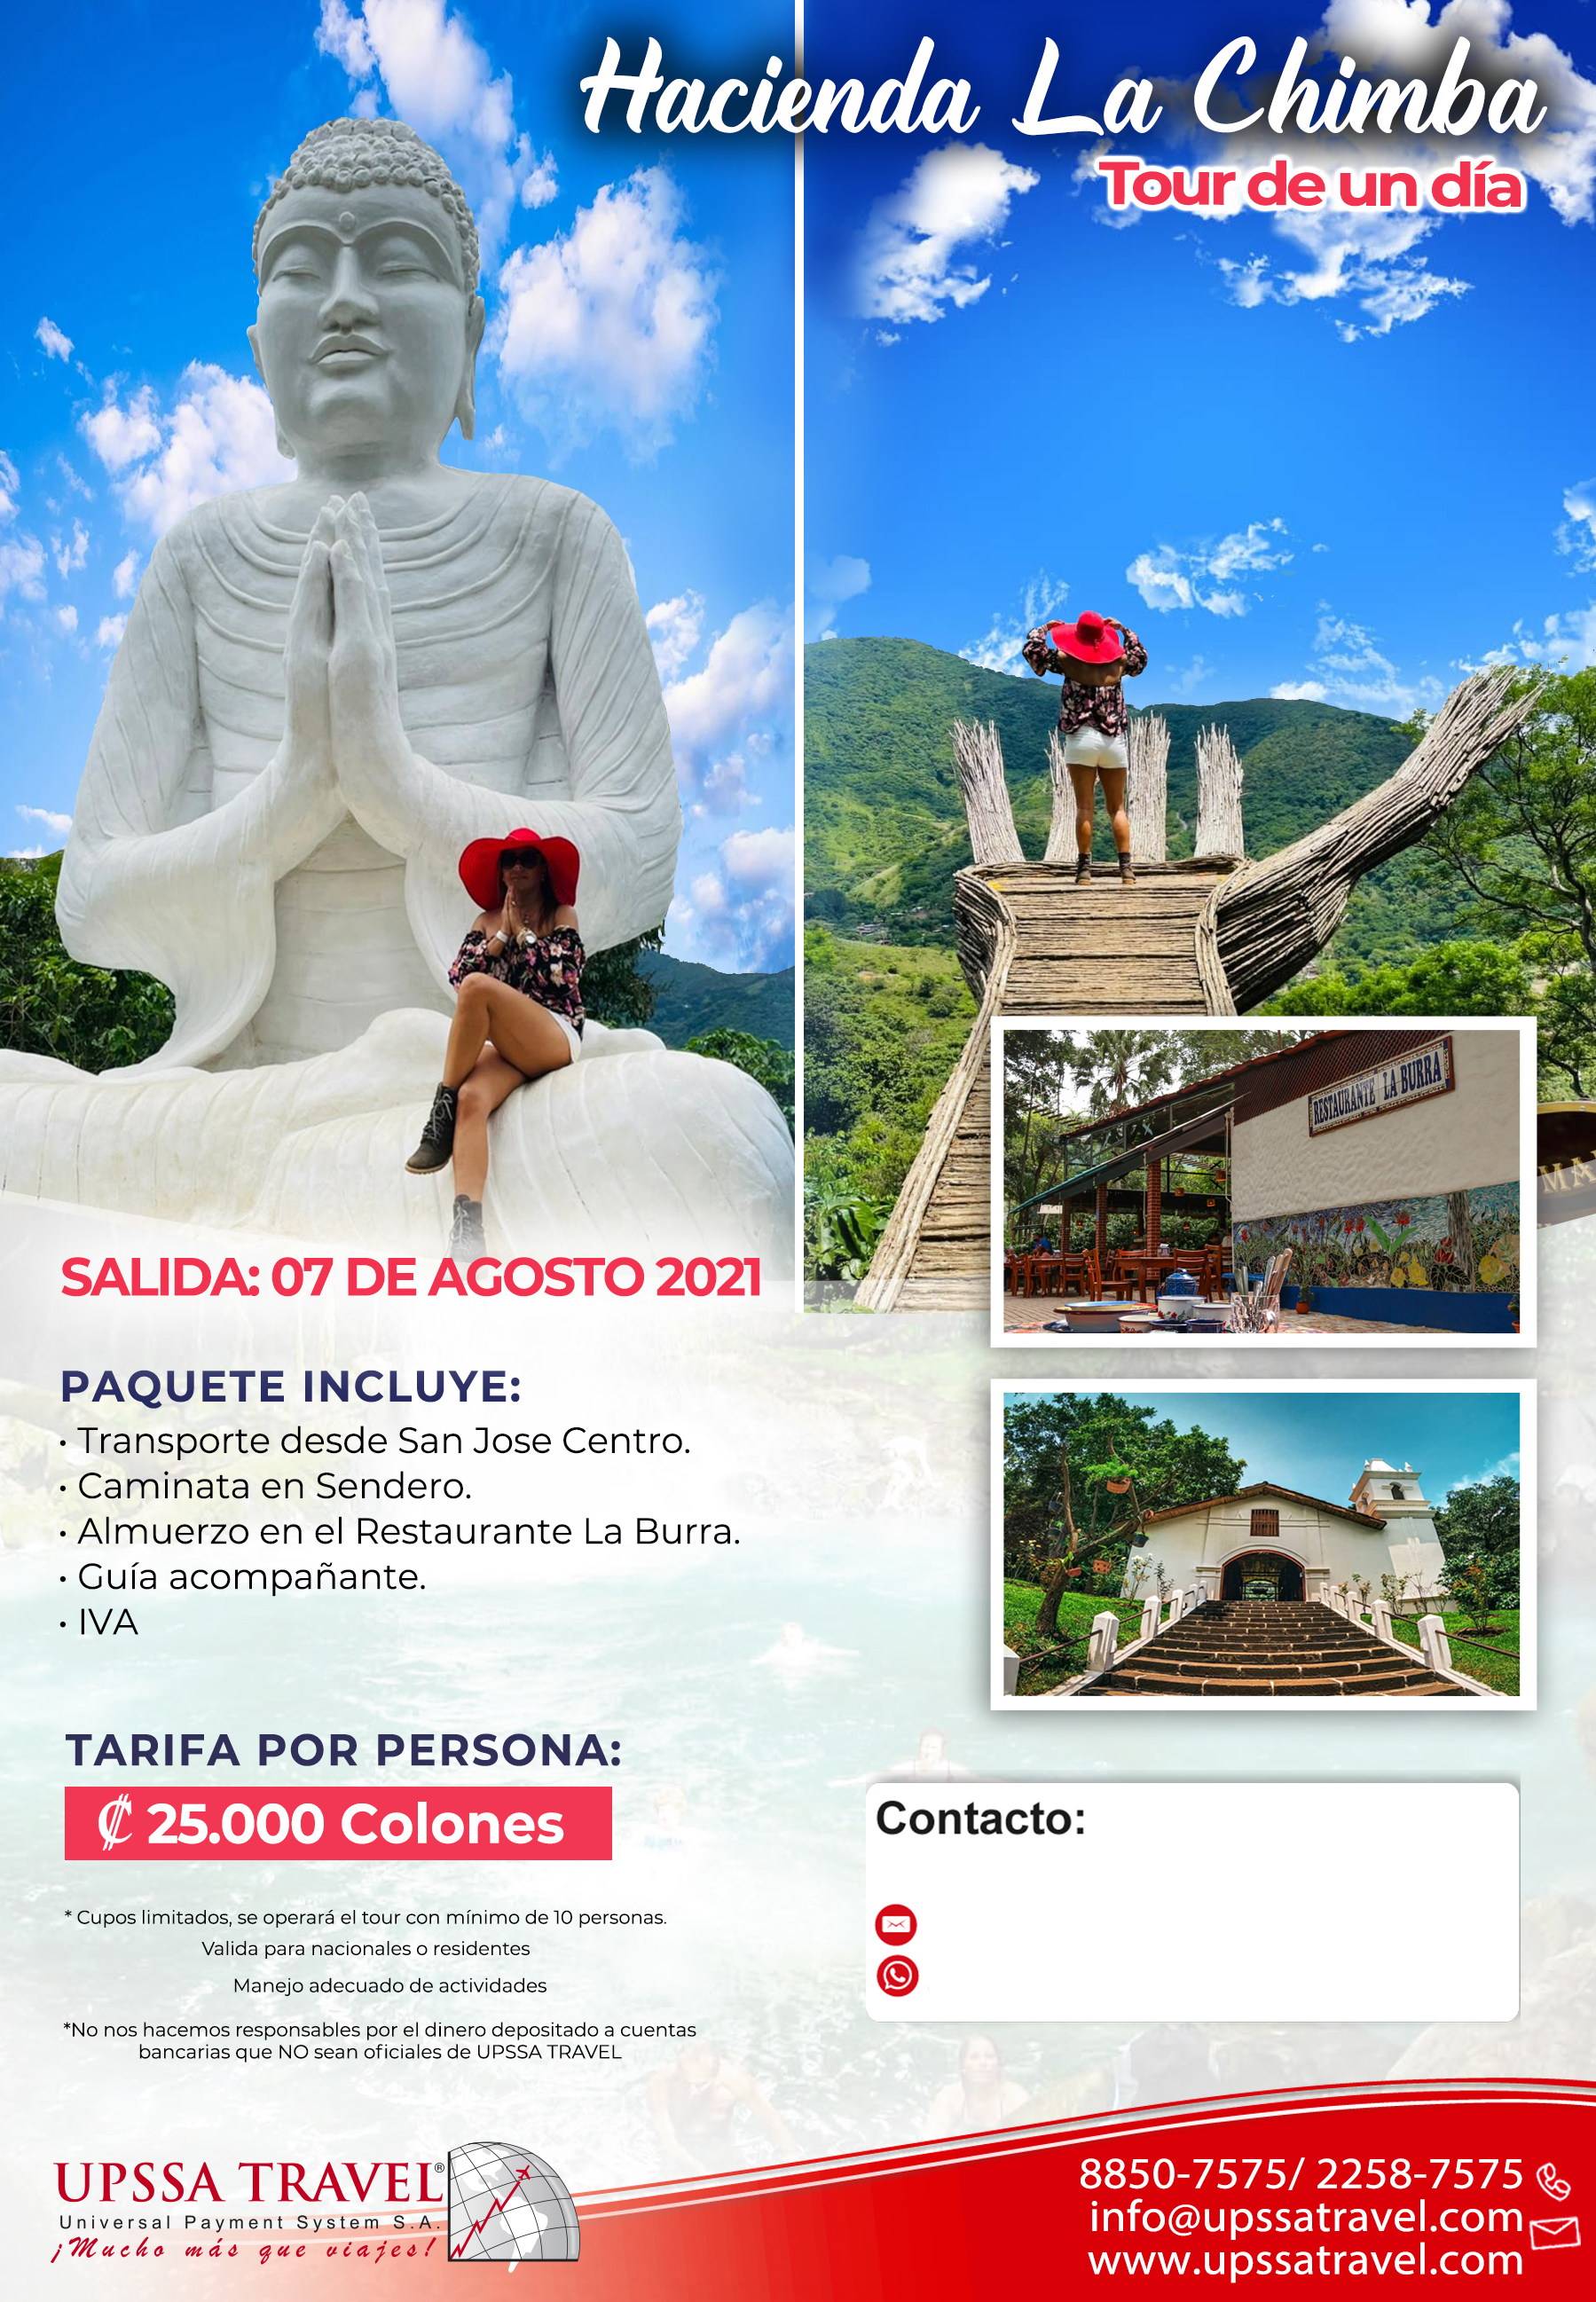 Hacienda La Chimba
Tour de un día
RESTAURANTE LA BURRA
MA
SALIDA: 07 DE AGOSTO 2021
PAQUETE INCLUYE:
• Transporte desde San Jose Centro.
• Caminata en Sendero.
• Almuerzo en el Restaurante La Burra.
• Guía acompañante.
• IVA
TARIFA POR PERSONA:
₡ 25.000 Colones
* Cupos limitados, se operará el tour con mínimo de 10 personas.
Valida para nacionales o residentes
Manejo adecuado de actividades
*No nos hacemos responsables por el dinero depositado a cuentas
bancarias que NO sean oficiales de UPSSA TRAVEL
Contacto:
UPSSA TRAVEL®
Universal Payment System S.A.
¡Mucho más que viajes!
8850-7575/ 2258-7575
info@upssatravel.com
www.upssatravel.com